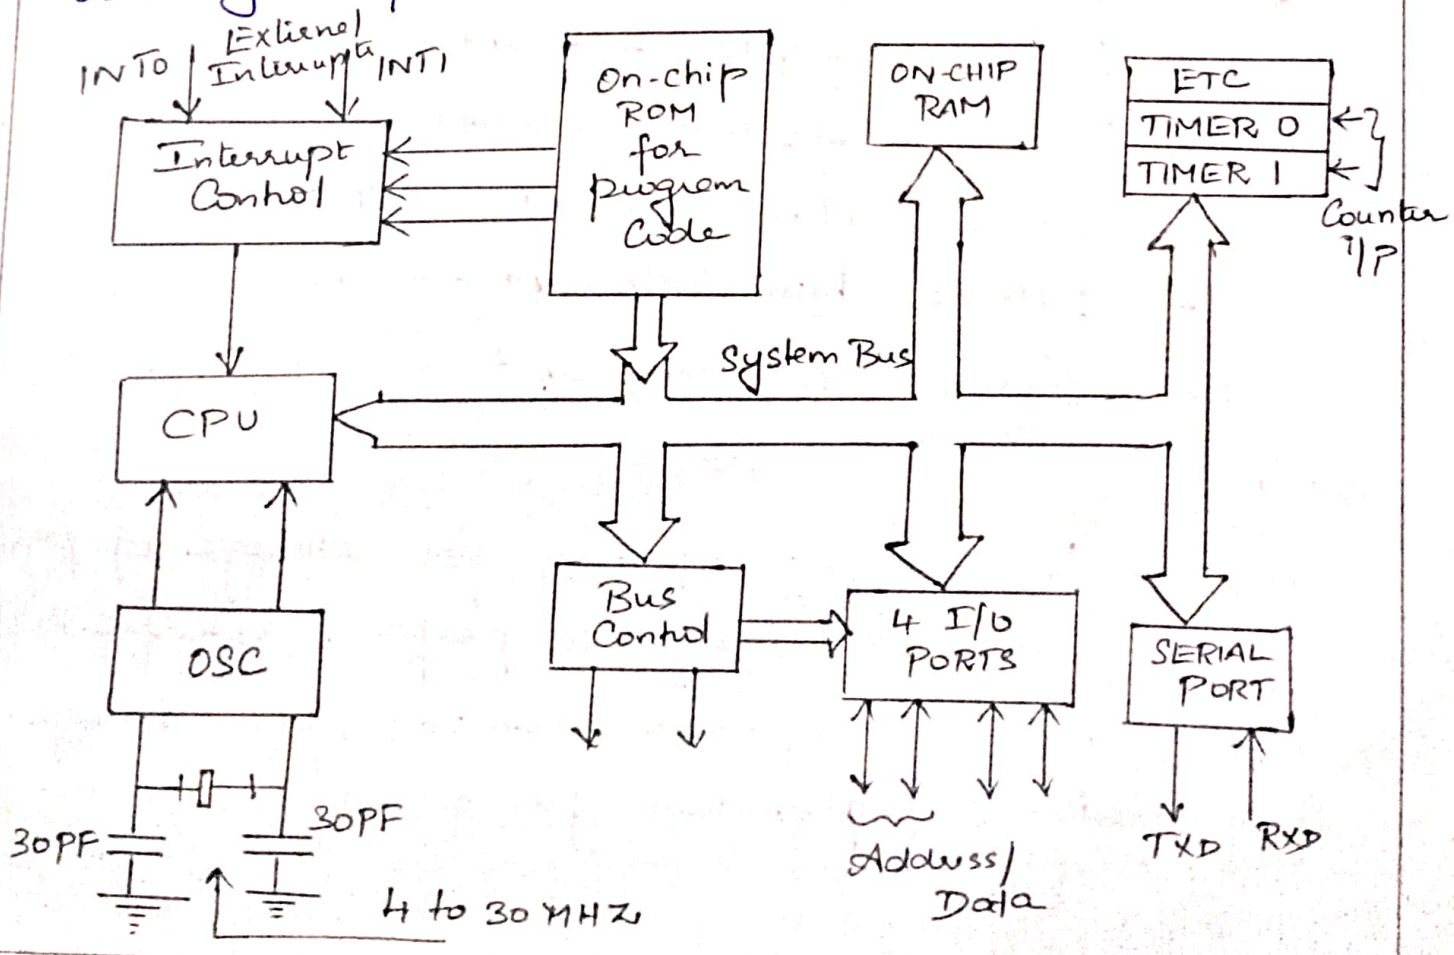 External
INT0 Interrupts INT1
Interrupt
Control
On-chip
ROM
for
program
Code
ON-CHIP
RAM
ETC
TIMER 0
TIMER 1
Counter
I/P
System Bus
CPU
OSC
Bus
Control
4 I/O
PORTS
SERIAL
PORT
30PF
30PF
4 to 30 MHZ
Address/
Data
TXD
RXD